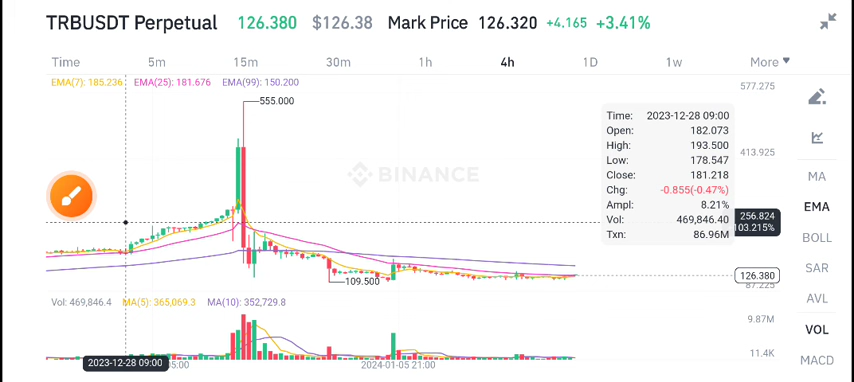 TRBUSDT Perpetual 126.380 $126.38 Mark Price 126.320 +4.165 +3.41%
Time 5m 15m 30m 1h 4h 1D 1w More
EMA(7): 185.236 EMA(25): 181.676 EMA(99): 150.200
577.275
555.000
Time: 2023-12-28 09:00
Open: 182.073
High: 193.500
Low: 178.547
Close: 181.218
Chg: -0.855(-0.47%)
Ampl: 8.21%
Vol: 469,846.40
Txn: 86.96M
413.925
BINANCE
256.824
103.215%
126.380
109.500
87.225
MA
EMA
BOLL
SAR
AVL
VOL
MACD
Vol: 469,846.4 MA(5): 365,069.3 MA(10): 352,729.8
9.87M
11.4K
2023-12-28 09:00
2024-01-05 21:00